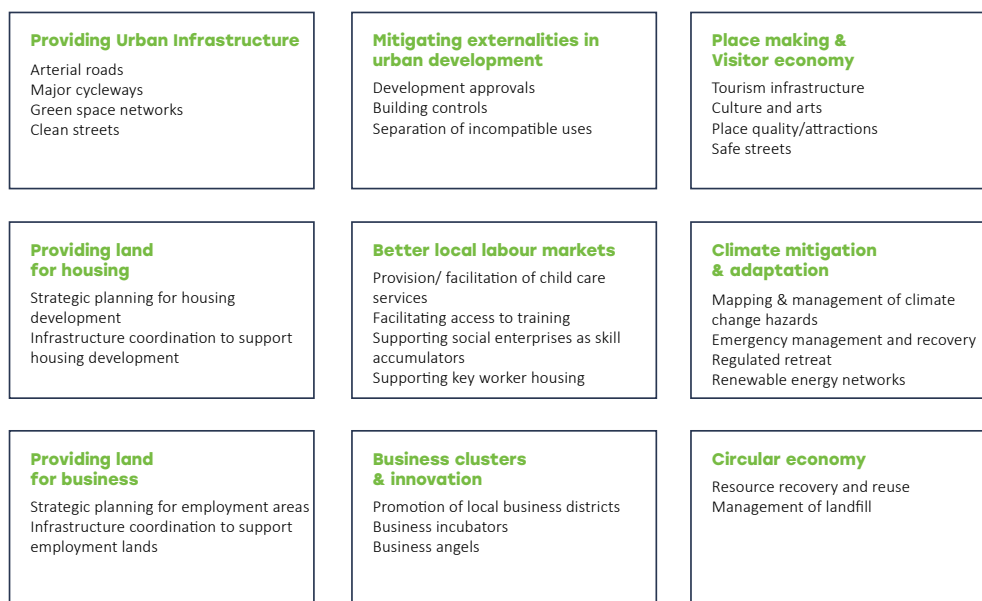 Providing Urban Infrastructure
Arterial roads
Major cycleways
Green space networks
Clean streets
Mitigating externalities in
urban development
Development approvals
Building controls
Separation of incompatible uses
Place making &
Visitor economy
Tourism infrastructure
Culture and arts
Place quality/attractions
Safe streets
Providing land
for housing
Strategic planning for housing
development
Infrastructure coordination to support
housing development
Better local labour markets
Provision/ facilitation of child care
services
Facilitating access to training
Supporting social enterprises as skill
accumulators
Supporting key worker housing
Climate mitigation
& adaptation
Mapping & management of climate
change hazards
Emergency management and recovery
Regulated retreat
Renewable energy networks
Providing land
for business
Strategic planning for employment areas
Infrastructure coordination to support
employment lands
Business clusters
& innovation
Promotion of local business districts
Business incubators
Business angels
Circular economy
Resource recovery and reuse
Management of landfill